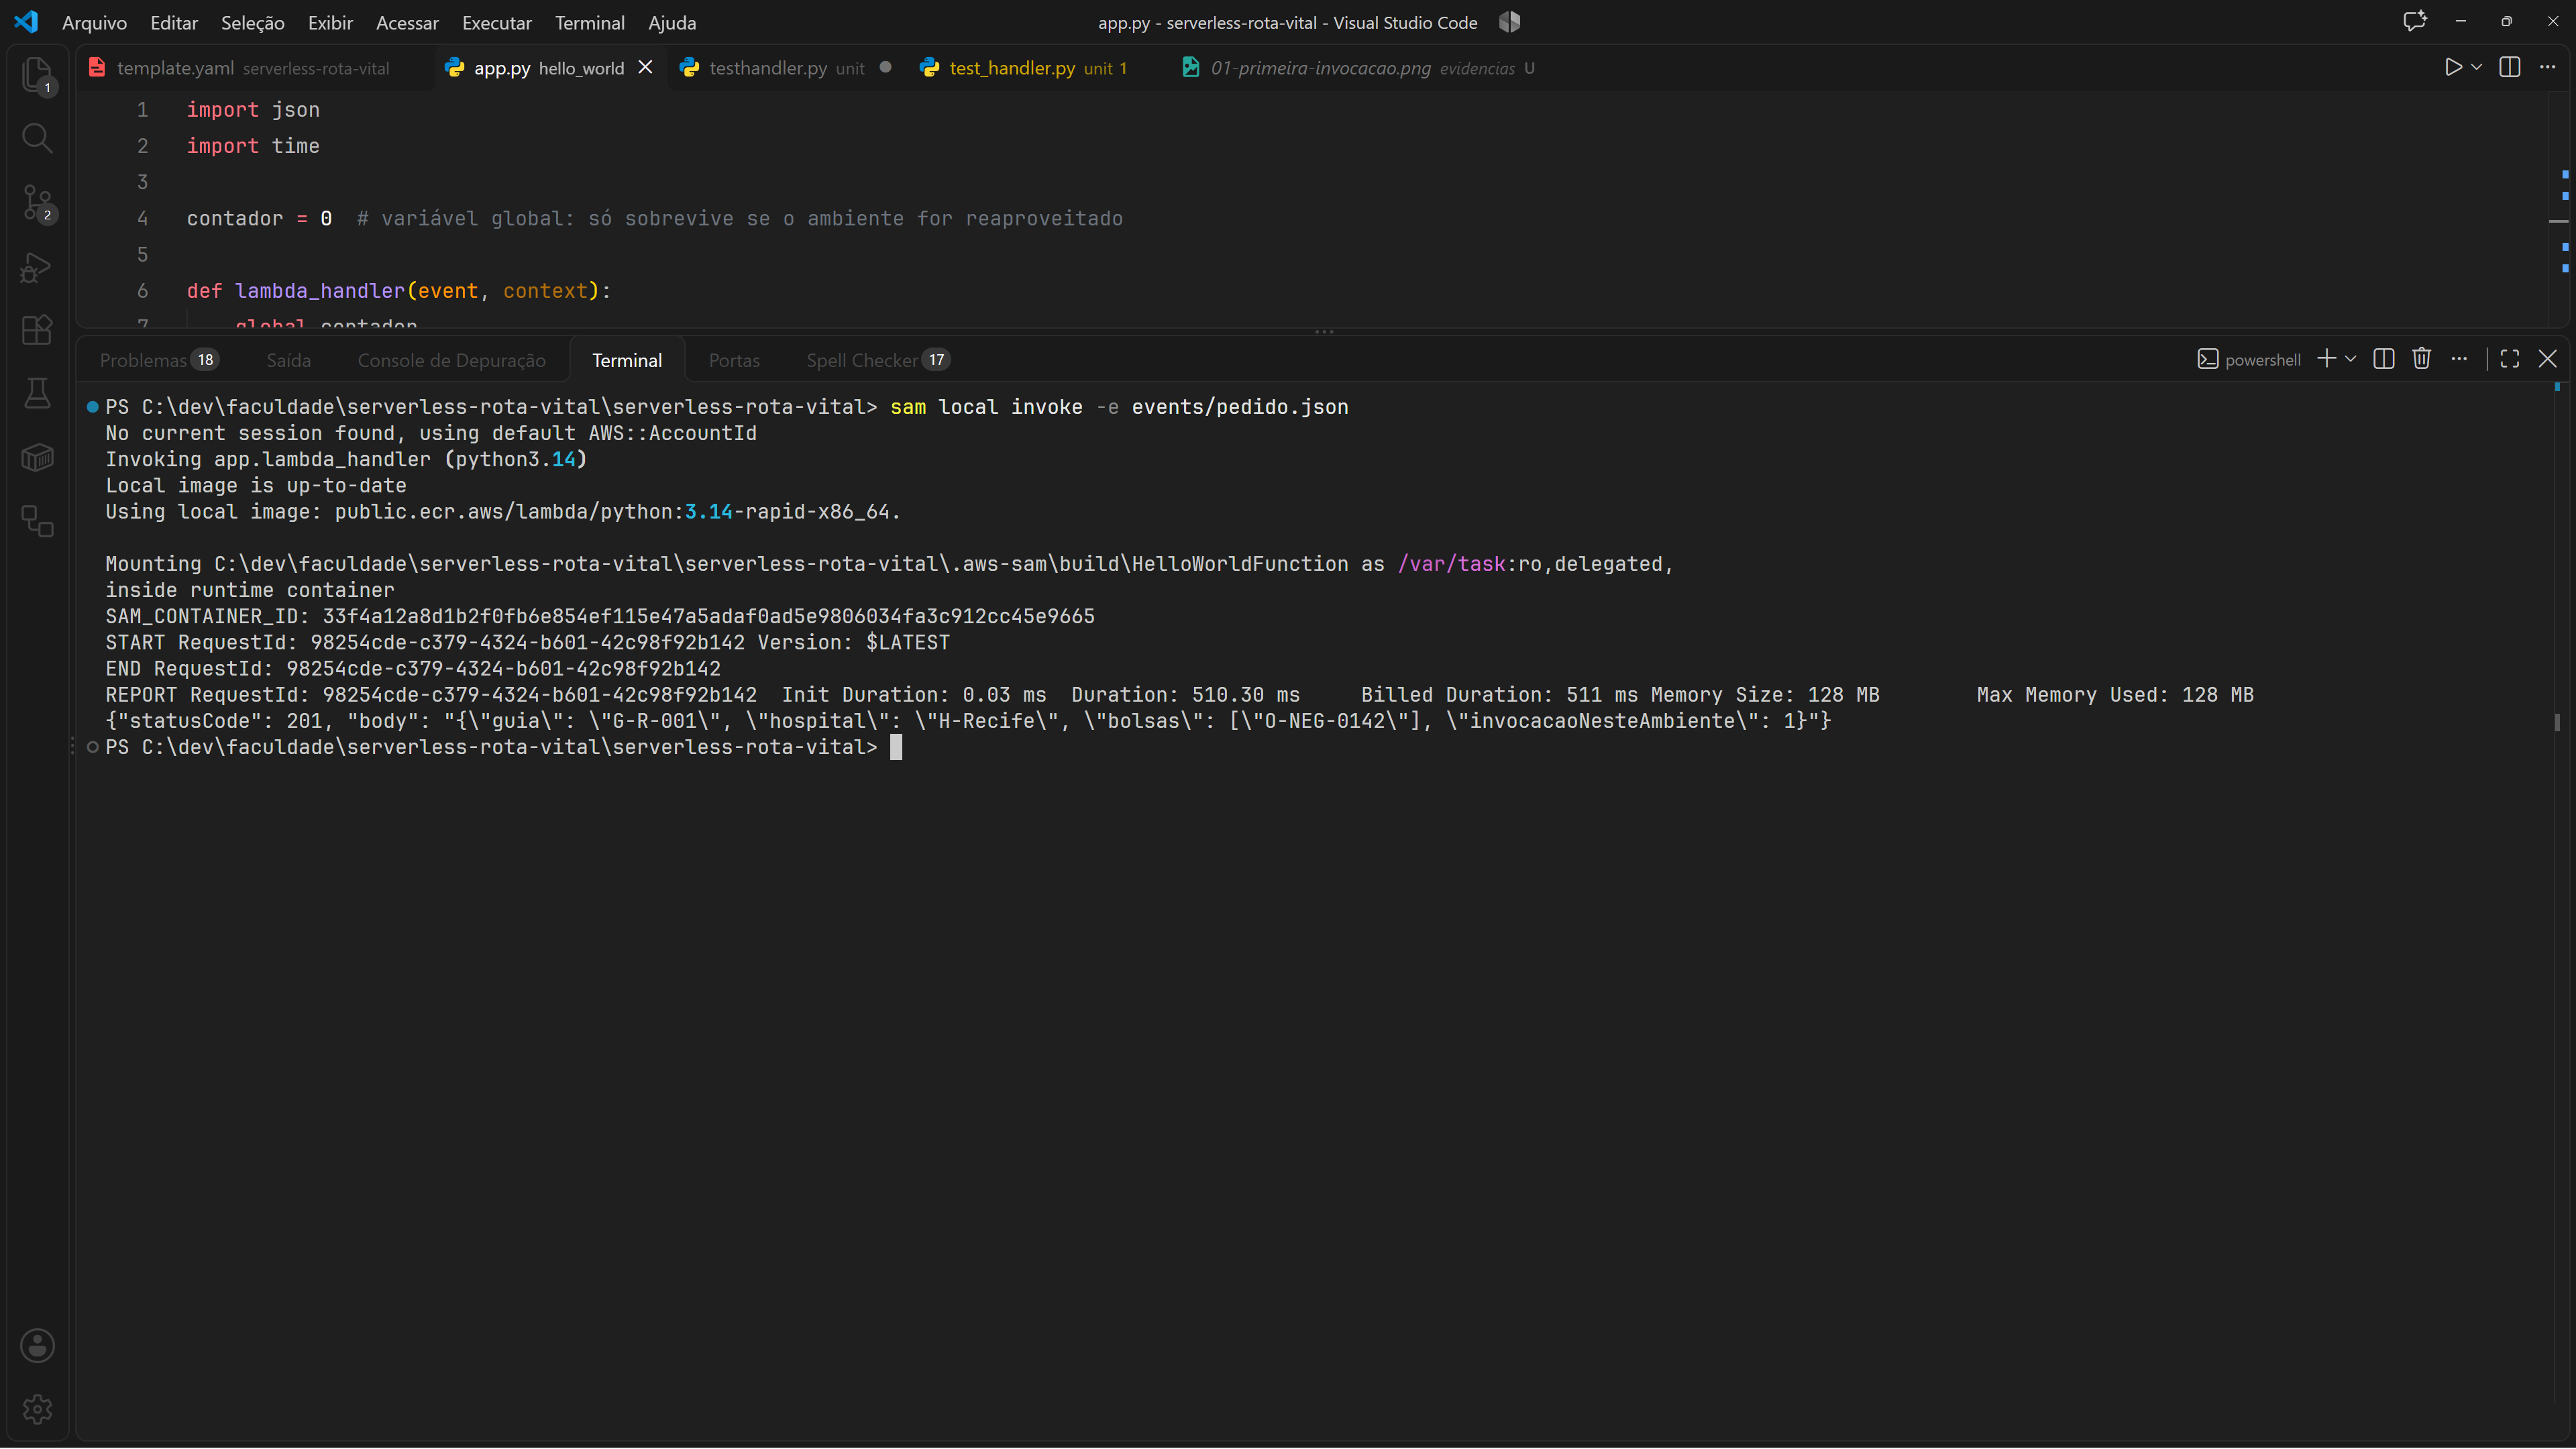 Arquivo Editar Seleção Exibir Acessar Executar Terminal Ajuda
app.py - serverless-rota-vital - Visual Studio Code
template.yaml serverless-rota-vital
app.py hello_world
testhandler.py unit
test_handler.py unit 1
01-primeira-invocacao.png evidencias U
1
2
1 import json
2 import time
3
4 contador = 0 # variável global: só sobrevive se o ambiente for reaproveitado
5
6 def lambda_handler(event, context):
7 global contador
Problemas 18 Saída Console de Depuração Terminal Portas Spell Checker 17
powershell
PS C:\dev\faculdade\serverless-rota-vital\serverless-rota-vital> sam local invoke -e events/pedido.json
No current session found, using default AWS::AccountId
Invoking app.lambda_handler (python3.14)
Local image is up-to-date
Using local image: public.ecr.aws/lambda/python:3.14-rapid-x86_64.
Mounting C:\dev\faculdade\serverless-rota-vital\serverless-rota-vital\.aws-sam\build\HelloWorldFunction as /var/task:ro,delegated,
inside runtime container
SAM_CONTAINER_ID: 33f4a12a8d1b2f0fb6e854ef115e47a5adaf0ad5e9806034fa3c912cc45e9665
START RequestId: 98254cde-c379-4324-b601-42c98f92b142 Version: $LATEST
END RequestId: 98254cde-c379-4324-b601-42c98f92b142
REPORT RequestId: 98254cde-c379-4324-b601-42c98f92b142 Init Duration: 0.03 ms Duration: 510.30 ms Billed Duration: 511 ms Memory Size: 128 MB Max Memory Used: 128 MB
{"statusCode": 201, "body": "{\"guia\": \"G-R-001\", \"hospital\": \"H-Recife\", \"bolsas\": [\"O-NEG-0142\"], \"invocacaoNesteAmbiente\": 1}"}
PS C:\dev\faculdade\serverless-rota-vital\serverless-rota-vital>